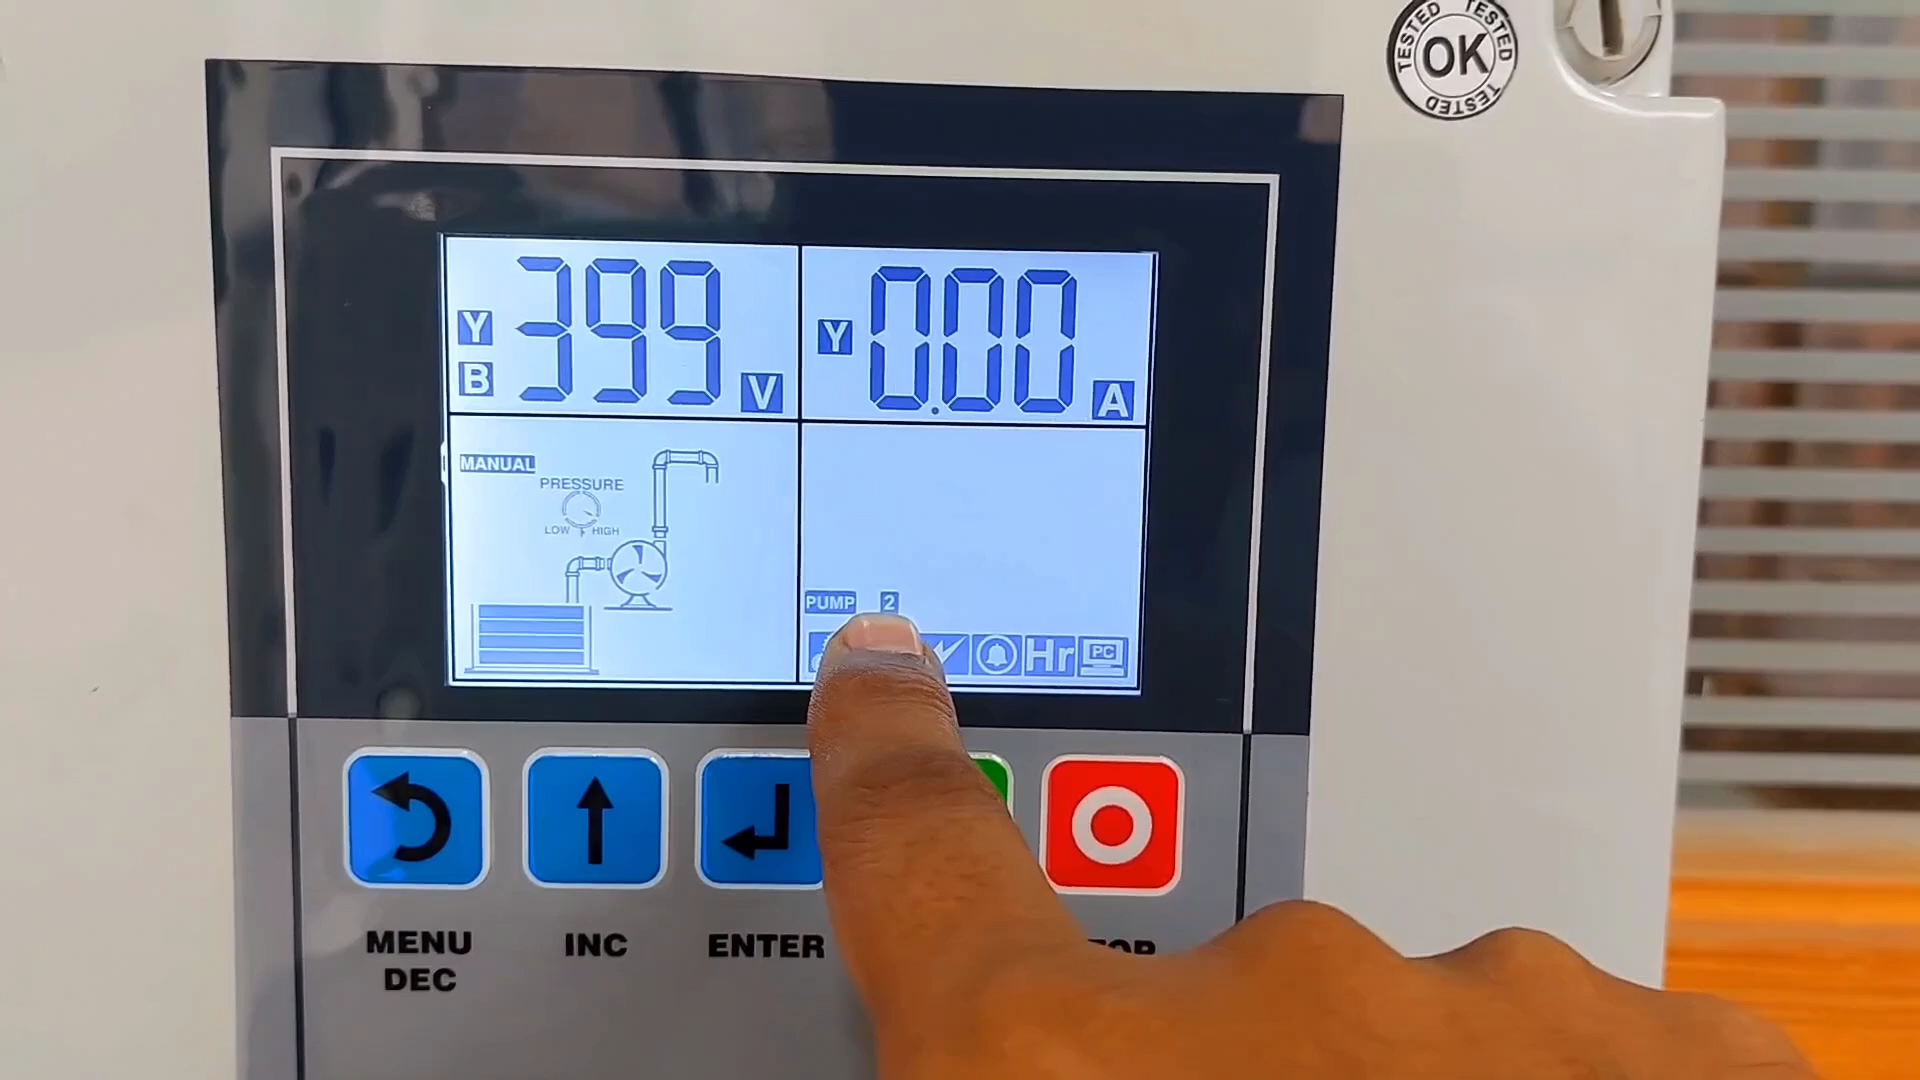 TESTED TESTED TESTED
OK
Y B 399 V
Y 0.00 A
MANUAL
PRESSURE
LOW HIGH
PUMP 2
Hr PC
MENU DEC
INC
ENTER